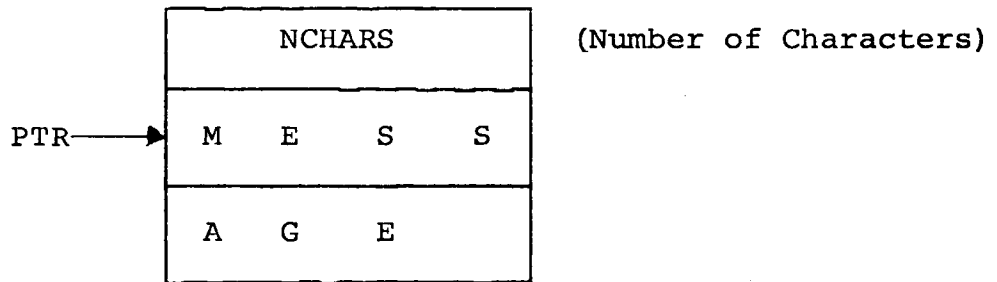 NCHARS (Number of Characters)
PTR M E S S
A G E